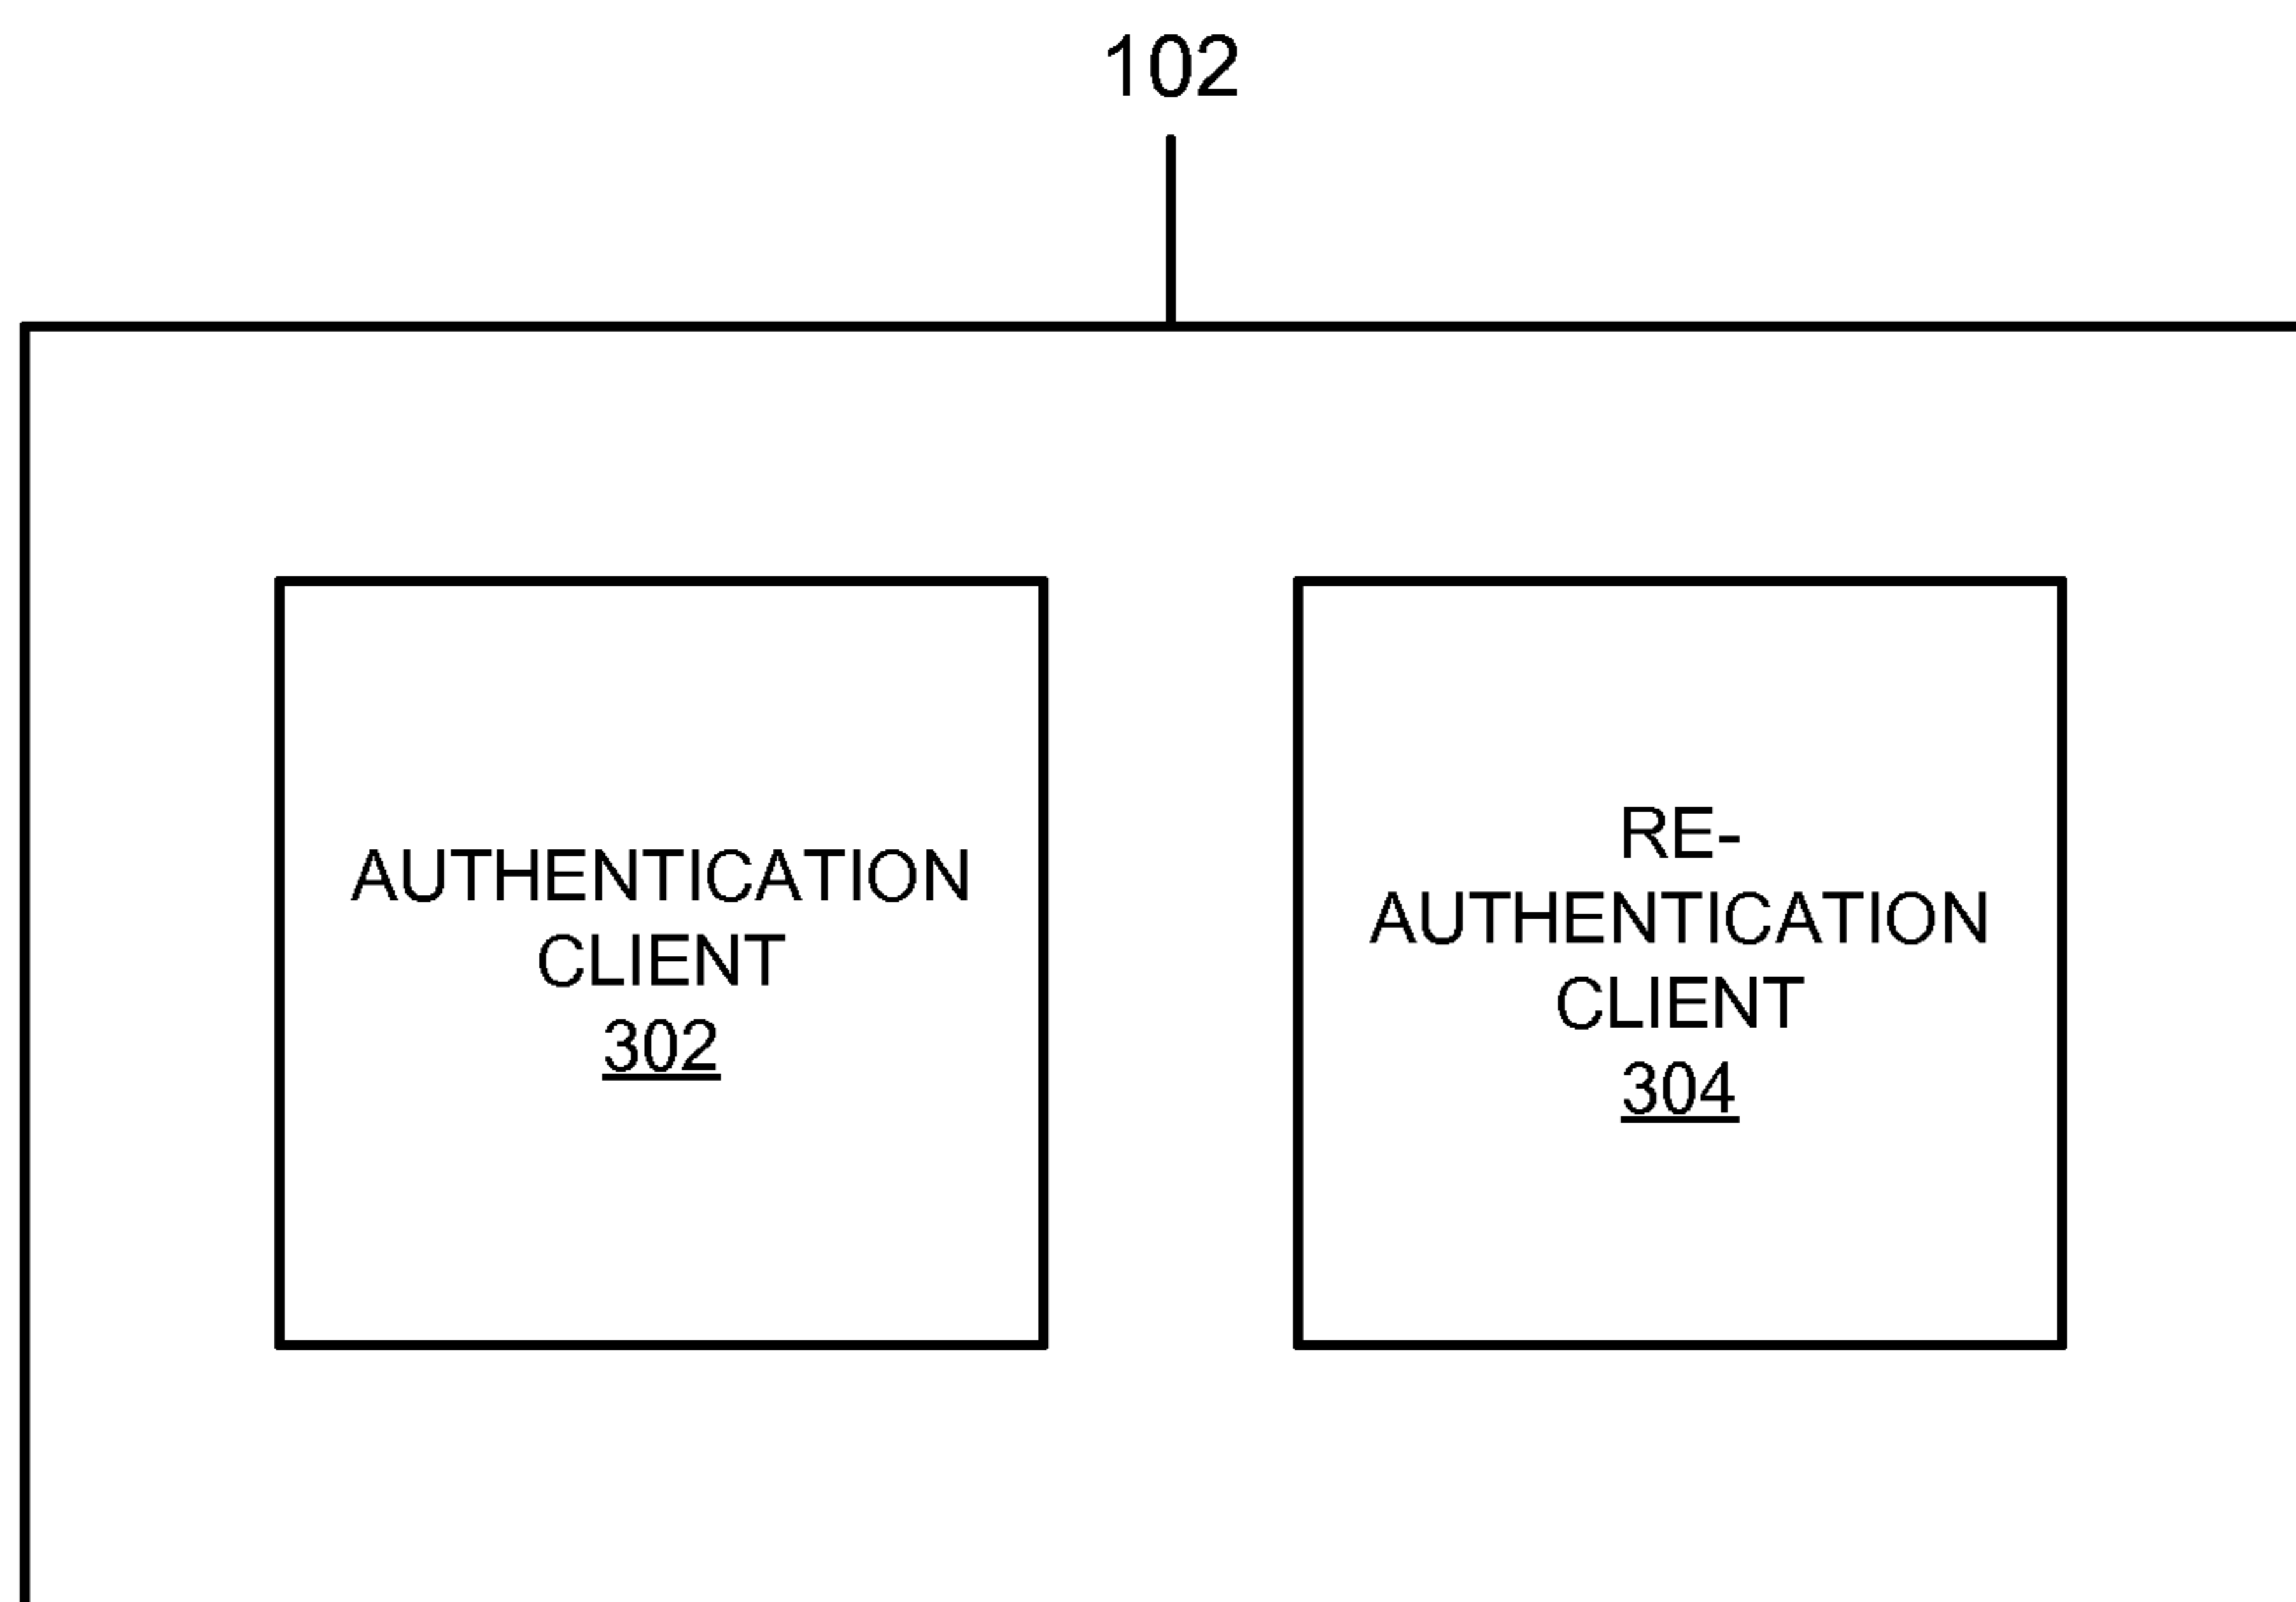 102
AUTHENTICATION
CLIENT
302
RE-
AUTHENTICATION
CLIENT
304